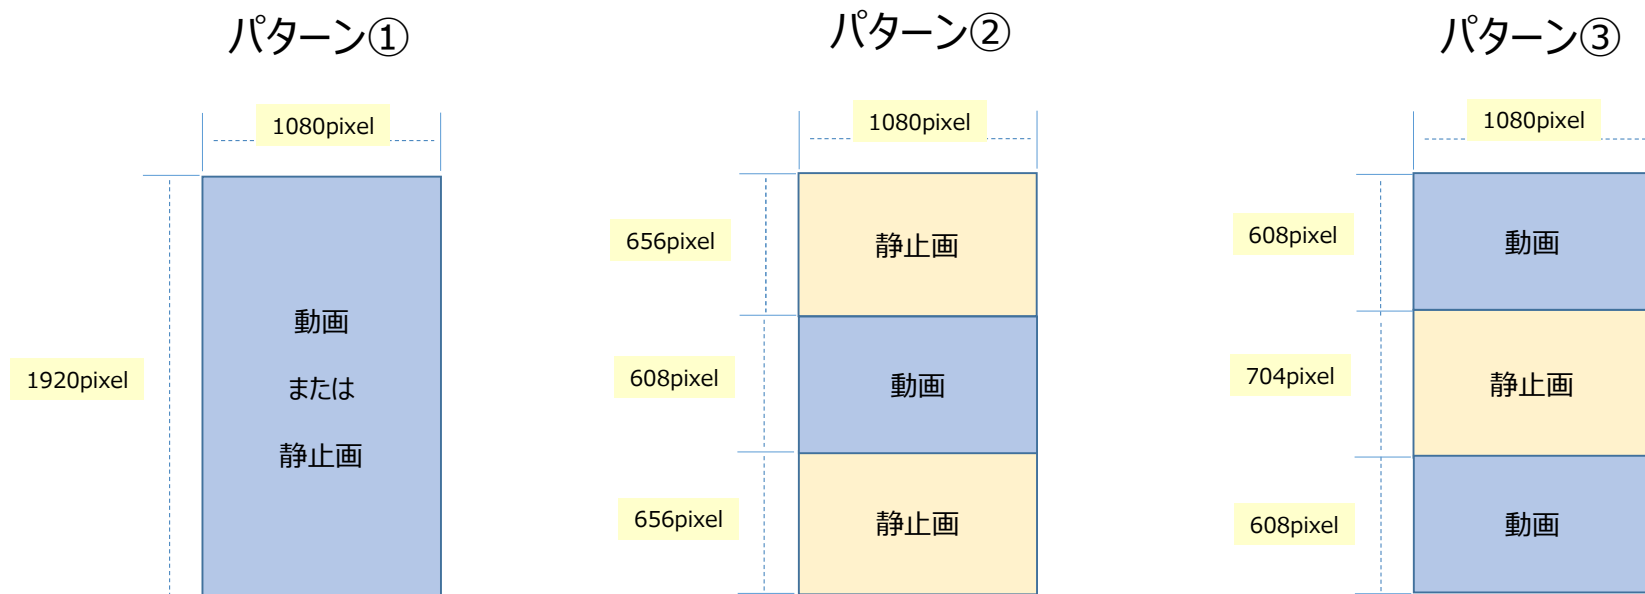 パターン①
1080pixel
1920pixel
動画
または
静止画
パターン②
1080pixel
656pixel
静止画
608pixel
動画
656pixel
静止画
パターン③
1080pixel
608pixel
動画
704pixel
静止画
608pixel
動画